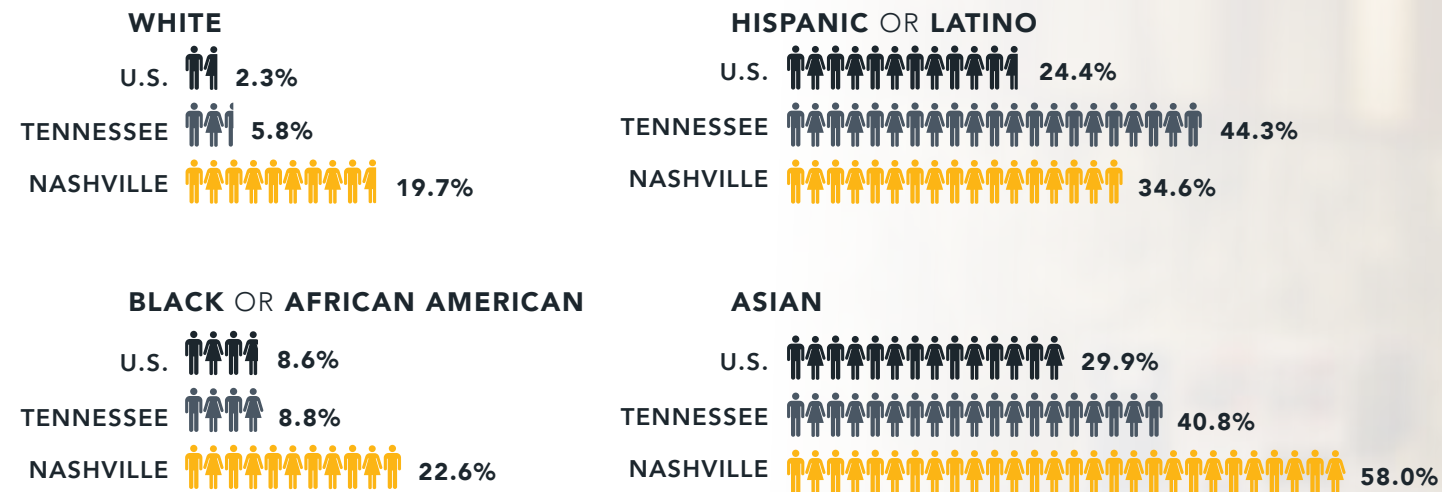 WHITE
U.S. 2.3%
TENNESSEE 5.8%
NASHVILLE 19.7%
HISPANIC OR LATINO
U.S. 24.4%
TENNESSEE 44.3%
NASHVILLE 34.6%
BLACK OR AFRICAN AMERICAN
U.S. 8.6%
TENNESSEE 8.8%
NASHVILLE 22.6%
ASIAN
U.S. 29.9%
TENNESSEE 40.8%
NASHVILLE 58.0%